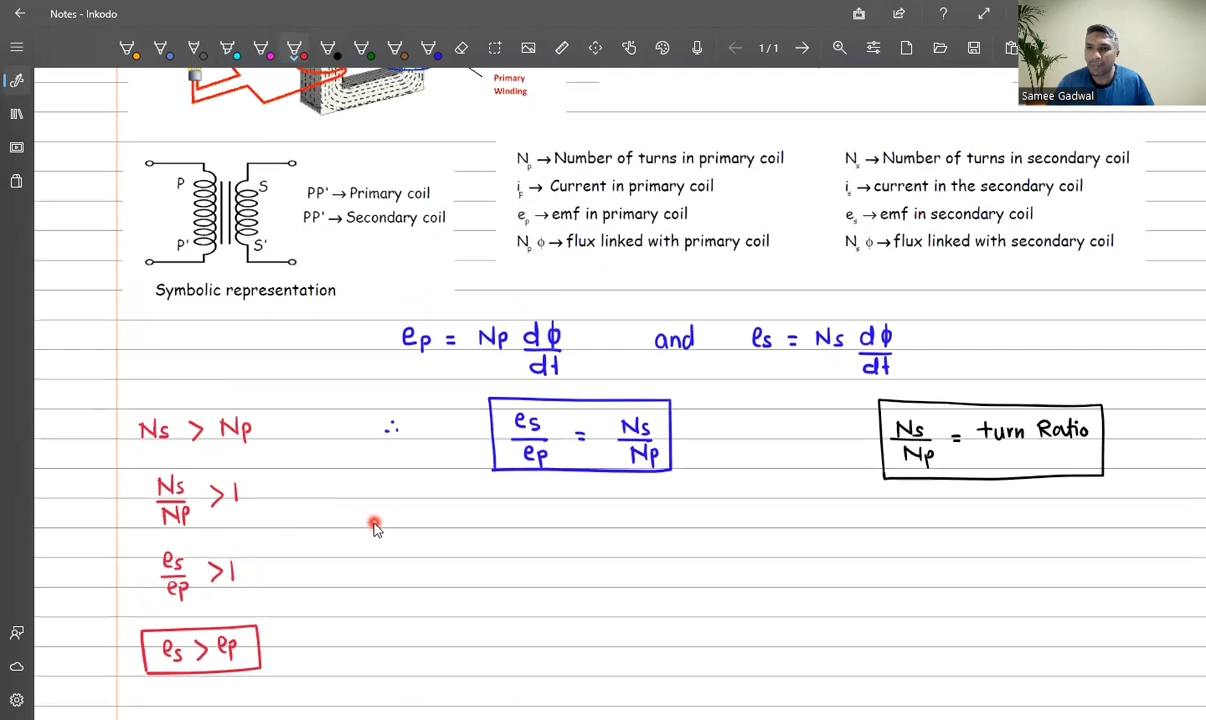 Notes - Inkodo
1/1
Samee Gadwal
Primary
Winding
P S
P' S'
PP' → Primary coil
PP' → Secondary coil
Symbolic representation
Np → Number of turns in primary coil
ip → Current in primary coil
ep → emf in primary coil
Np ϕ → flux linked with primary coil
Ns → Number of turns in secondary coil
is → current in the secondary coil
es → emf in secondary coil
Ns ϕ → flux linked with secondary coil
ep = Np dϕ/dt and es = Ns dϕ/dt
∴ es/ep = Ns/Np
Ns/Np = turn Ratio
Ns > Np
Ns/Np > 1
es/ep > 1
es > ep